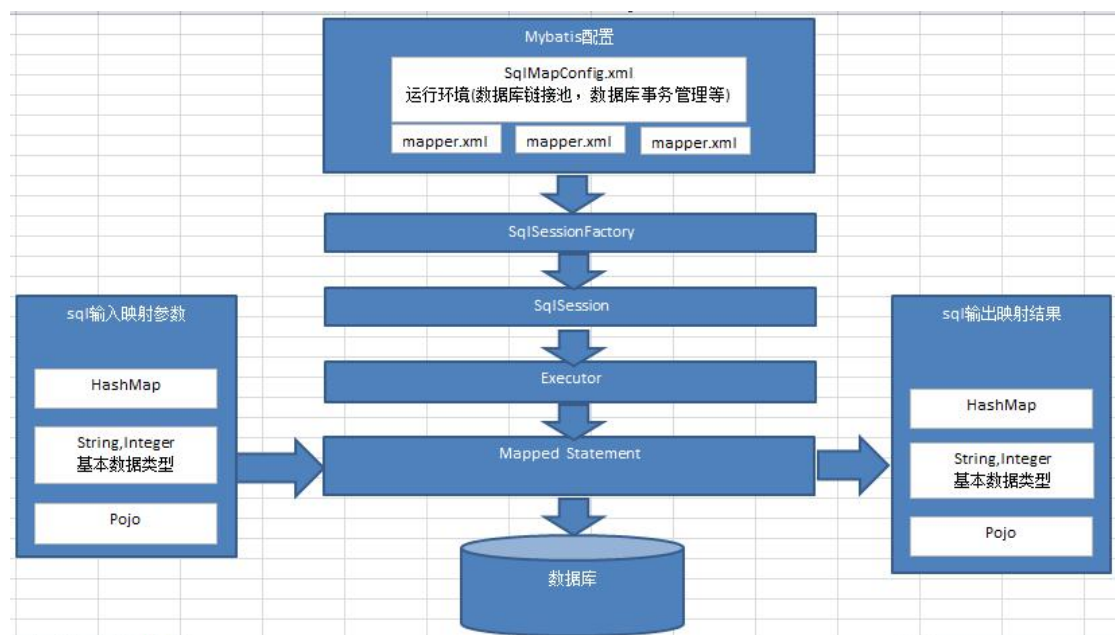 Mybatis配置
SqlMapConfig.xml
运行环境(数据库链接池，数据库事务管理等)
mapper.xml
mapper.xml
mapper.xml
SqlSessionFactory
SqlSession
Executor
Mapped Statement
数据库
sql输入映射参数
HashMap
String,Integer
基本数据类型
Pojo
sql输出映射结果
HashMap
String,Integer
基本数据类型
Pojo